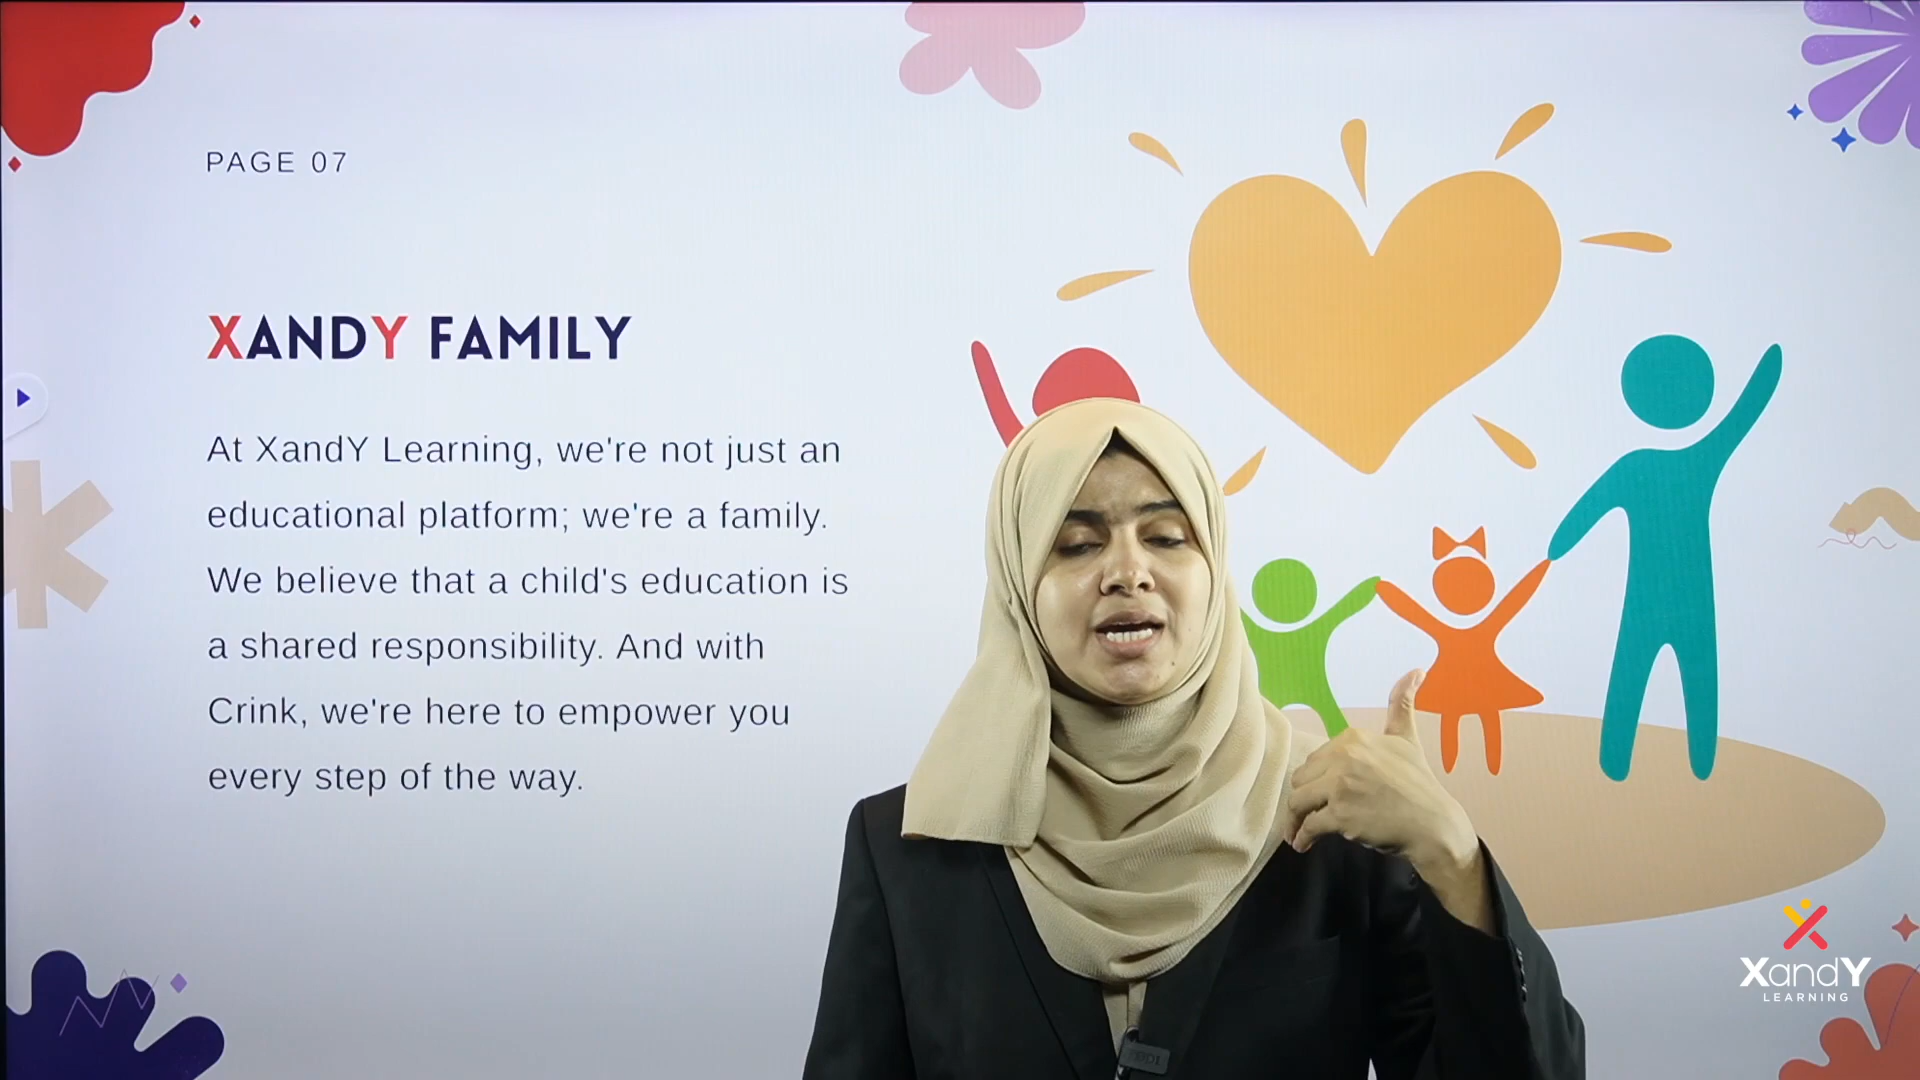 PAGE 07
XANDY FAMILY
At XandY Learning, we're not just an
educational platform; we're a family.
We believe that a child's education is
a shared responsibility. And with
Crink, we're here to empower you
every step of the way.
XandY
LEARNING